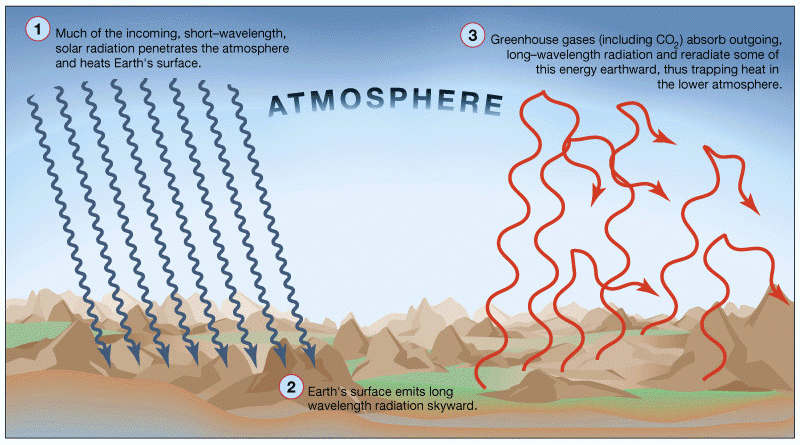 1 Much of the incoming, short–wavelength,
solar radiation penetrates the atmosphere
and heats Earth's surface.
3 Greenhouse gases (including CO2) absorb outgoing,
long–wavelength radiation and reradiate some of
this energy earthward, thus trapping heat in
the lower atmosphere.
ATMOSPHERE
2 Earth's surface emits long
wavelength radiation skyward.